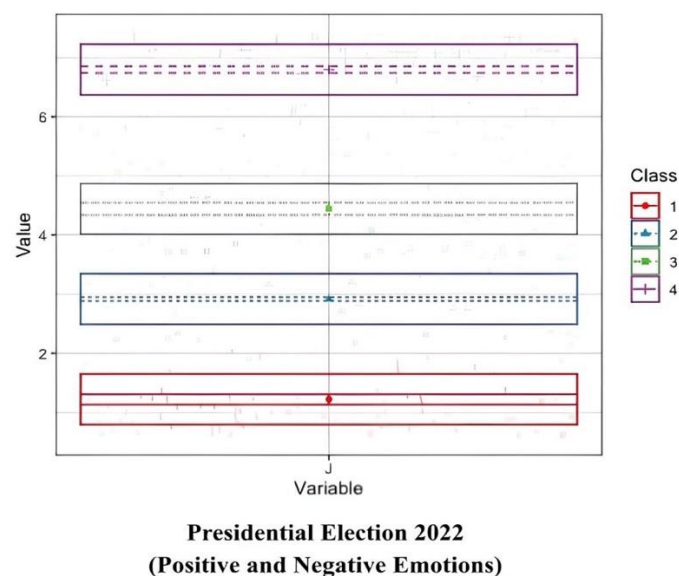 6
4
2
Value
J
Variable
Class
1
2
3
4
Presidential Election 2022
(Positive and Negative Emotions)